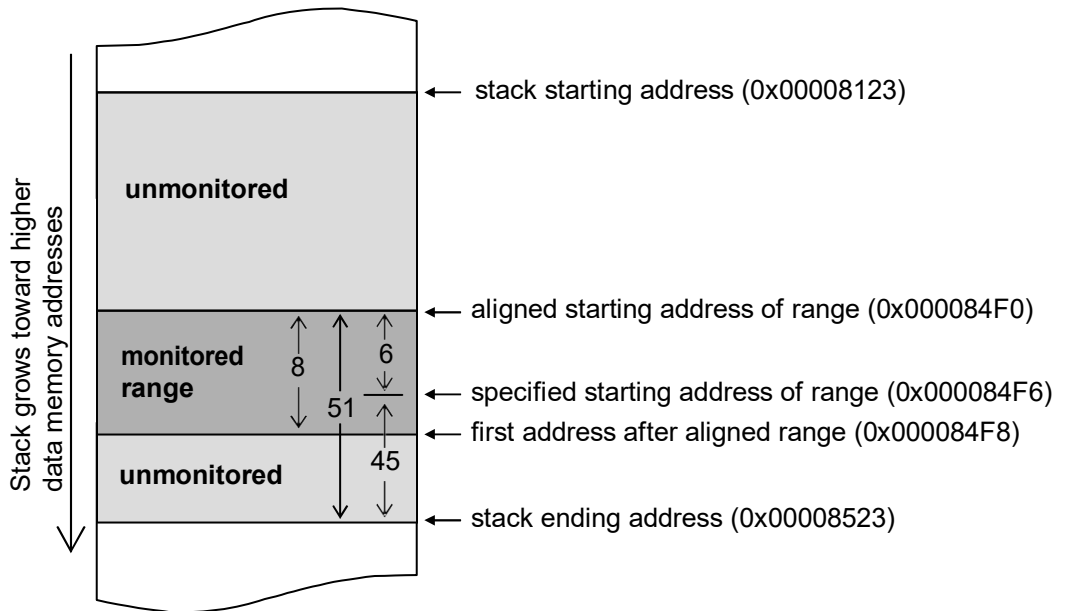 stack starting address (0x00008123)
unmonitored
Stack grows toward higher
data memory addresses
aligned starting address of range (0x000084F0)
monitored
range
8
6
51
specified starting address of range (0x000084F6)
first address after aligned range (0x000084F8)
45
unmonitored
stack ending address (0x00008523)